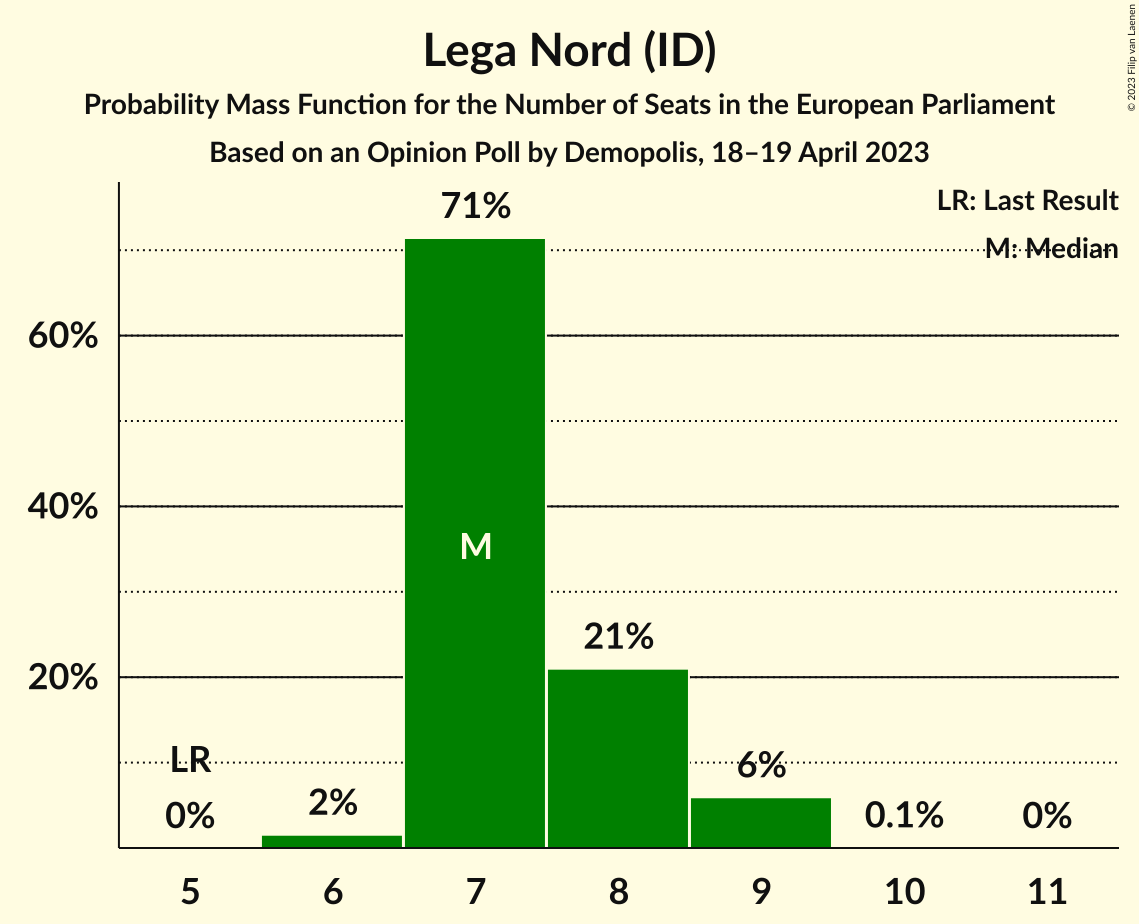 Lega Nord (ID)
Probability Mass Function for the Number of Seats in the European Parliament
Based on an Opinion Poll by Demopolis, 18–19 April 2023
© 2023 Filip van Laenen
LR: Last Result
M: Median
71%
60%
40%
M
21%
20%
LR
6%
2%
0%
0.1%
0%
5 6 7 8 9 10 11